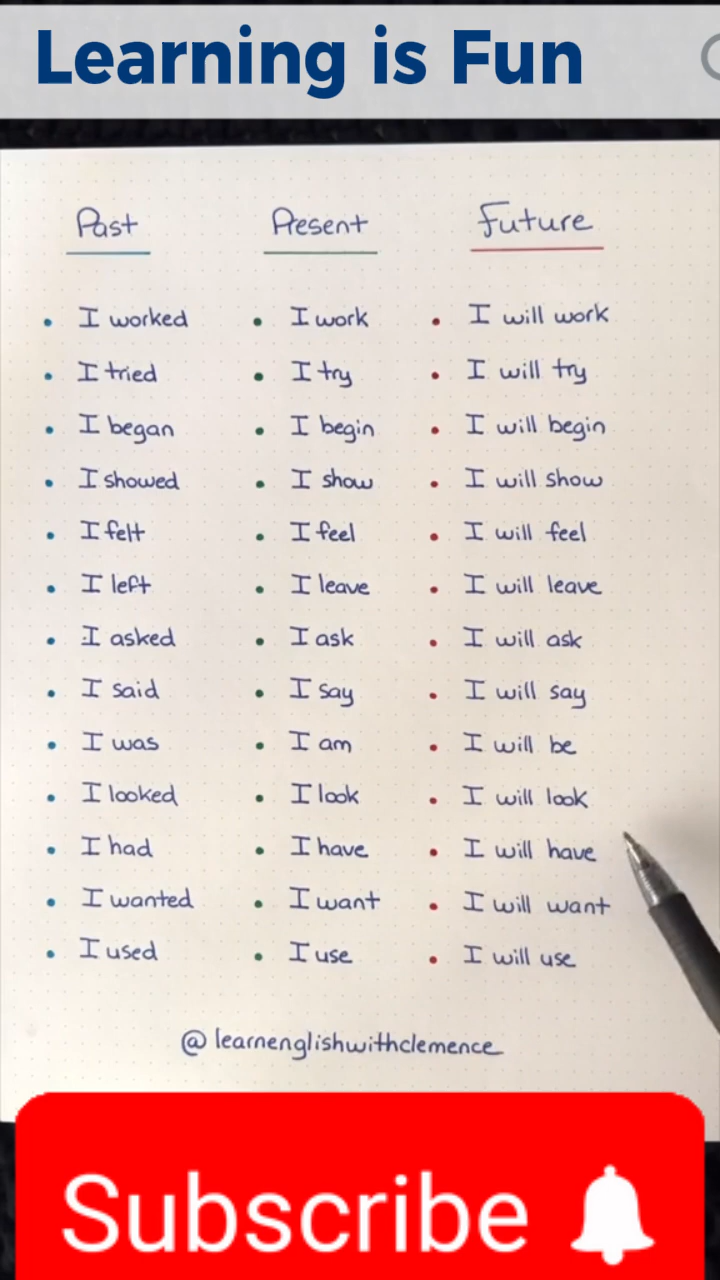 Learning is Fun
Past Present Future
• I worked • I work • I will work
• I tried • I try • I will try
• I began • I begin • I will begin
• I showed • I show • I will show
• I felt • I feel • I will feel
• I left • I leave • I will leave
• I asked • I ask • I will ask
• I said • I say • I will say
• I was • I am • I will be
• I looked • I look • I will look
• I had • I have • I will have
• I wanted • I want • I will want
• I used • I use • I will use
@learnenglishwithclemence
Subscribe